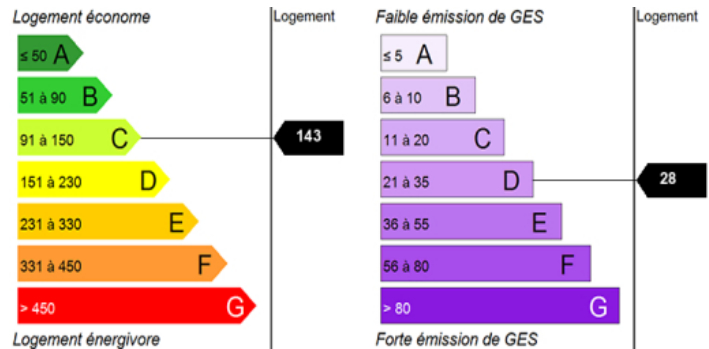 Logement économe
Logement
≤ 50 A
51 à 90 B
91 à 150 C
143
151 à 230 D
231 à 330 E
331 à 450 F
> 450 G
Logement énergivore
Faible émission de GES
Logement
≤ 5 A
6 à 10 B
11 à 20 C
21 à 35 D
28
36 à 55 E
56 à 80 F
> 80 G
Forte émission de GES